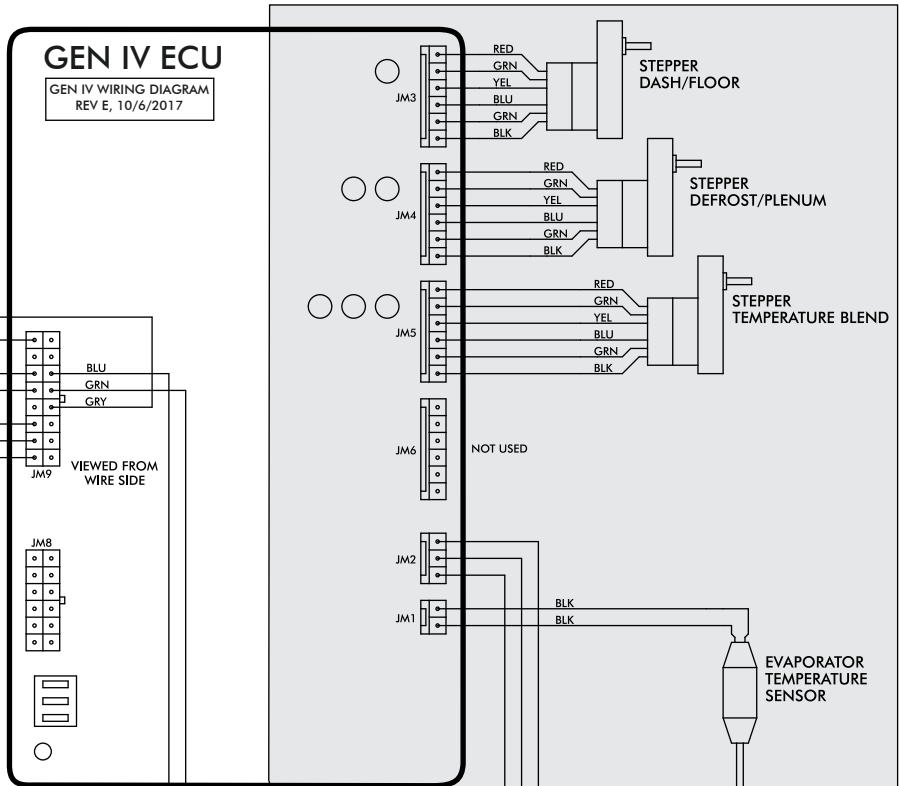 GEN IV ECU
GEN IV WIRING DIAGRAM
REV E, 10/6/2017
JM3
RED
GRN
YEL
BLU
GRN
BLK
STEPPER
DASH/FLOOR
JM4
RED
GRN
YEL
BLU
GRN
BLK
STEPPER
DEFROST/PLENUM
JM5
RED
GRN
YEL
BLU
GRN
BLK
STEPPER
TEMPERATURE BLEND
BLU
GRN
GRY
JM9
VIEWED FROM
WIRE SIDE
JM6
NOT USED
JM8
JM2
JM1
BLK
BLK
EVAPORATOR
TEMPERATURE
SENSOR